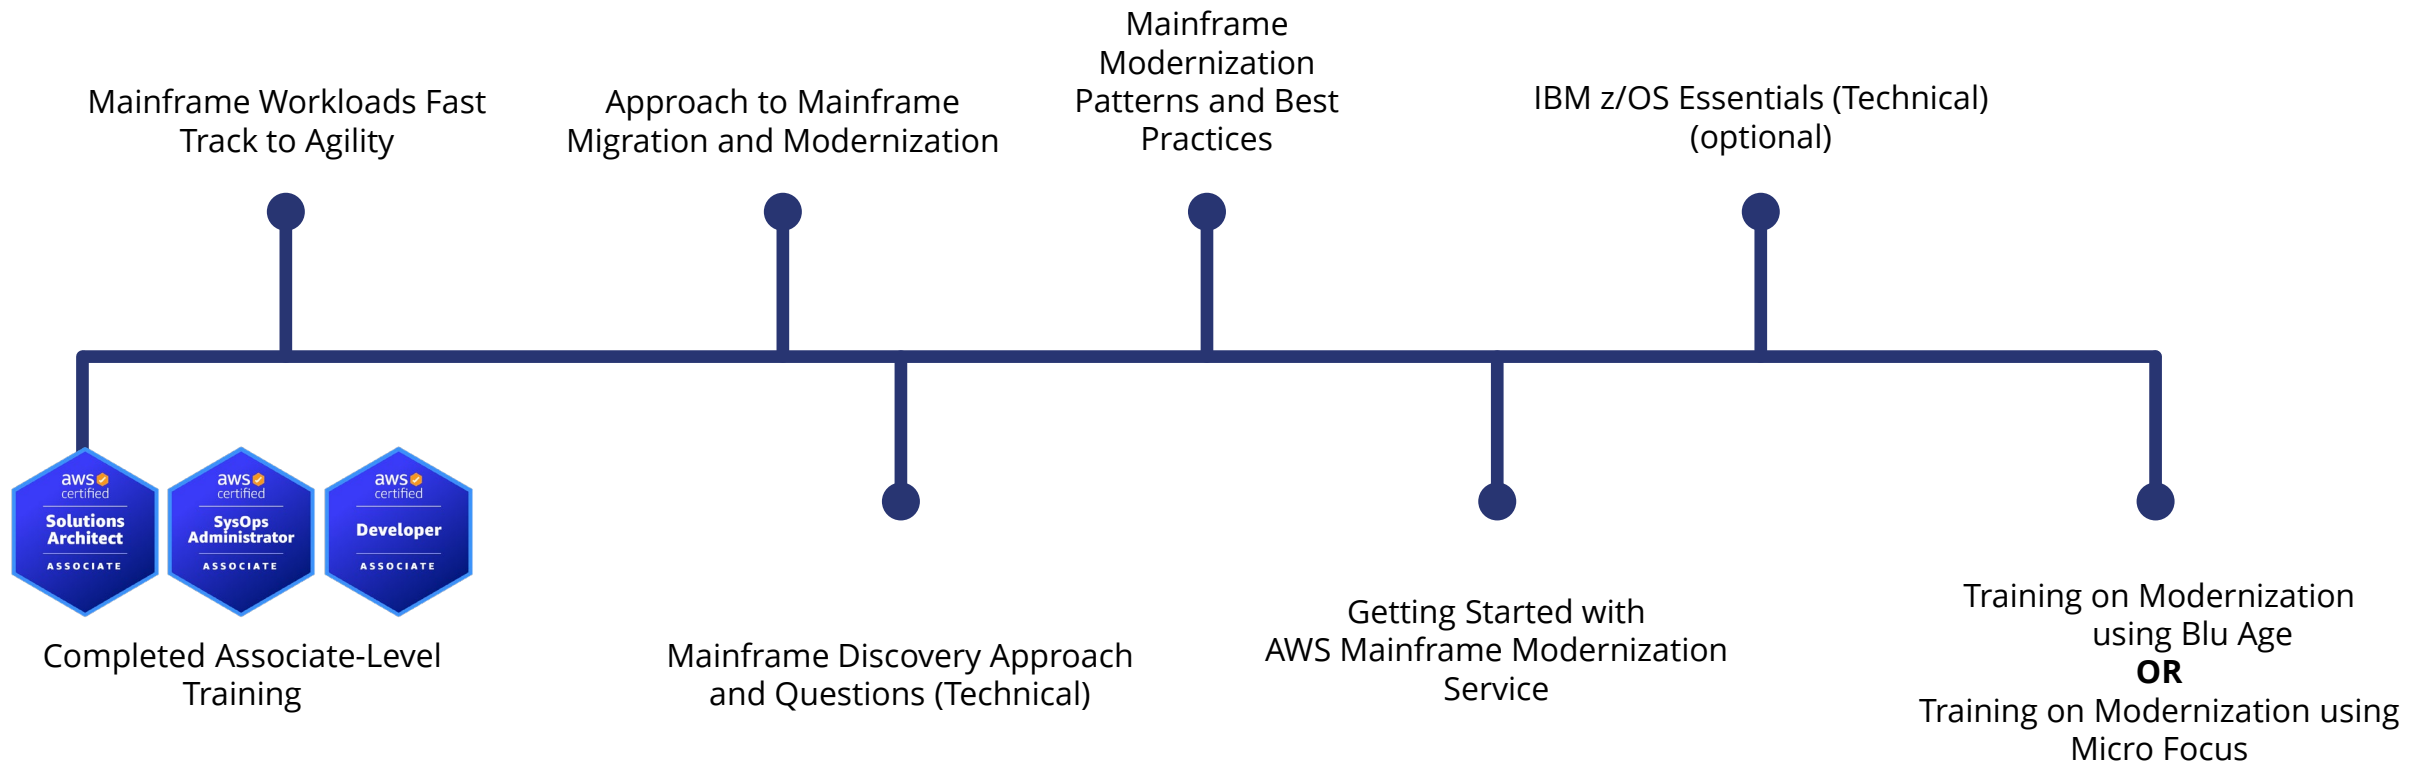 Mainframe Workloads Fast
Track to Agility
Approach to Mainframe
Migration and Modernization
Mainframe
Modernization
Patterns and Best
Practices
IBM z/OS Essentials (Technical)
(optional)
aws
certified
Solutions
Architect
ASSOCIATE
aws
certified
SysOps
Administrator
ASSOCIATE
aws
certified
Developer
ASSOCIATE
Completed Associate-Level
Training
Mainframe Discovery Approach
and Questions (Technical)
Getting Started with
AWS Mainframe Modernization
Service
Training on Modernization
using Blu Age
OR
Training on Modernization using
Micro Focus